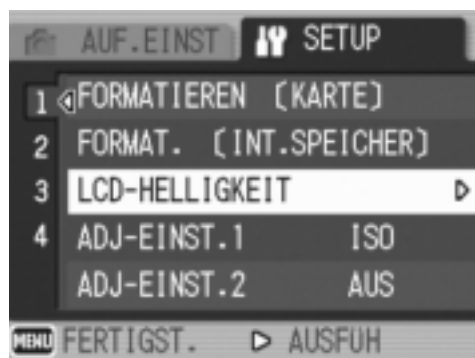 AUF.EINST SETUP
1 FORMATIEREN [KARTE]
2 FORMAT. [INT.SPEICHER]
3 LCD-HELLIGKEIT
4 ADJ-EINST.1 ISO
ADJ-EINST.2 AUS
MENU FERTIGST. AUSFÜH